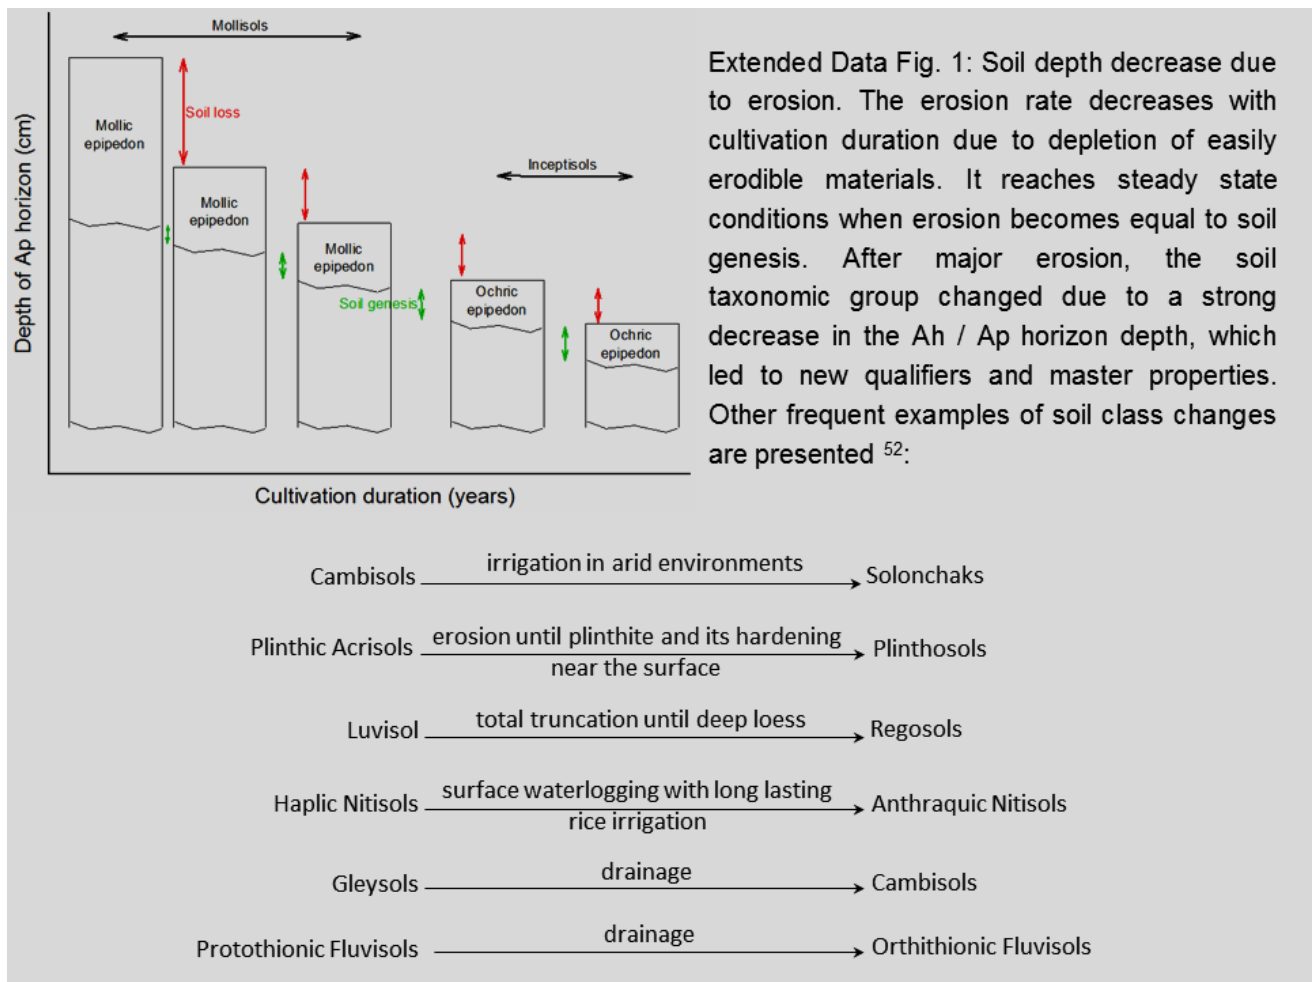 Mollisols
Mollic
epipedon
Soil loss
Mollic
epipedon
Mollic
epipedon
Soil genesis
Inceptisols
Ochric
epipedon
Ochric
epipedon
Depth of Ap horizon (cm)
Cultivation duration (years)
Extended Data Fig. 1: Soil depth decrease due
to erosion. The erosion rate decreases with
cultivation duration due to depletion of easily
erodible materials. It reaches steady state
conditions when erosion becomes equal to soil
genesis. After major erosion, the soil
taxonomic group changed due to a strong
decrease in the Ah / Ap horizon depth, which
led to new qualifiers and master properties.
Other frequent examples of soil class changes
are presented 52:
Cambisols irrigation in arid environments Solonchaks
Plinthic Acrisols erosion until plinthite and its hardening Plinthosols
near the surface
Luvisol total truncation until deep loess Regosols
Haplic Nitisols surface waterlogging with long lasting Anthraquic Nitisols
rice irrigation
Gleysols drainage Cambisols
Protothionic Fluvisols drainage Orthithionic Fluvisols